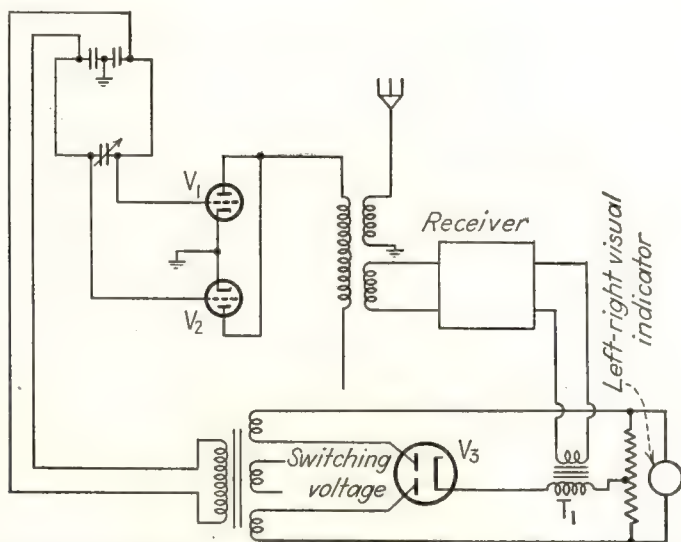 V1
V2
Receiver
Left-right visual
indicator
Switching
voltage
V3
T1